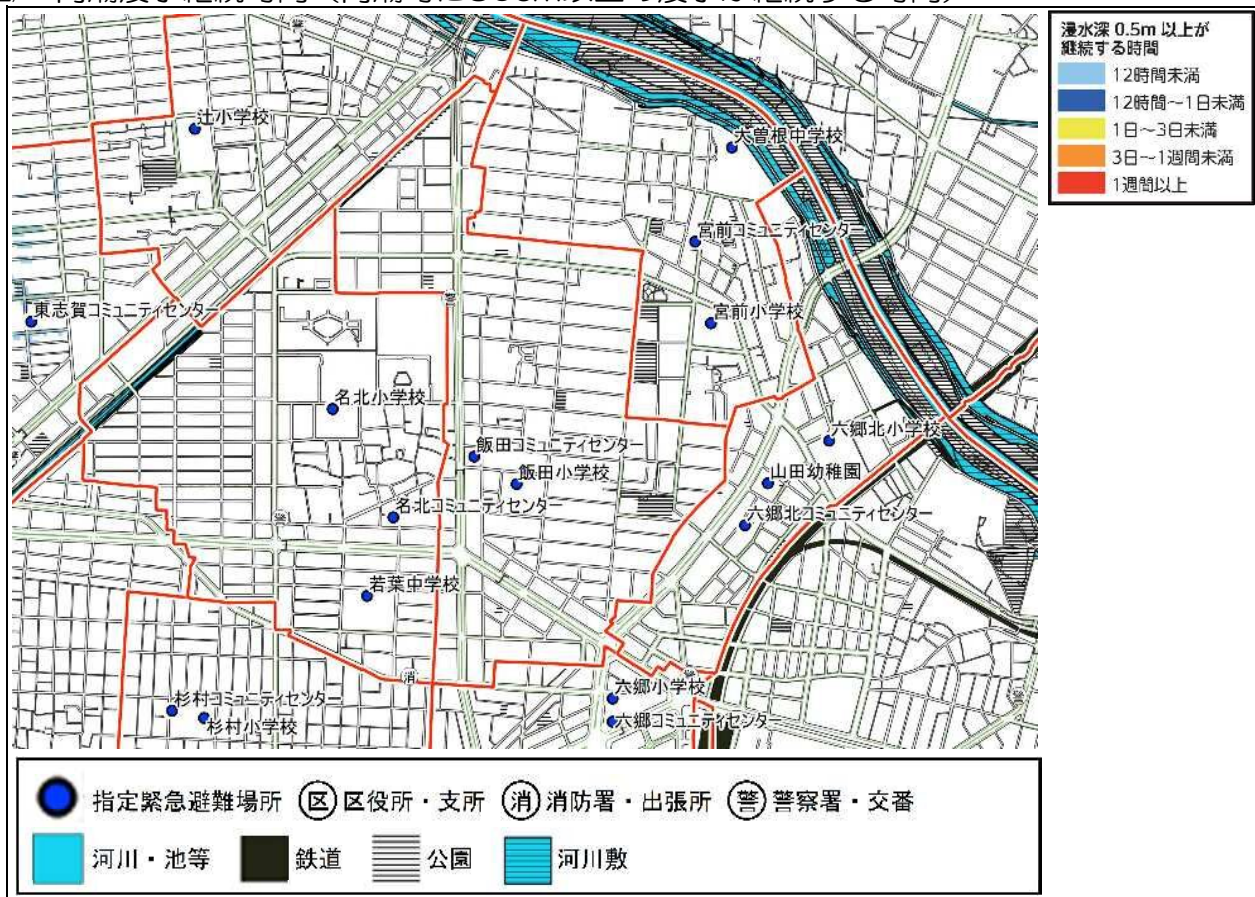 浸水深 0.5m 以上が
継続する時間
12時間未満
12時間～1日未満
1日～3日未満
3日～1週間未満
1週間以上
辻小学校
大曽根中学校
宮前コミュニティセンター
東志賀コミュニティセンター
宮前小学校
名北小学校
六郷北小学校
飯田コミュニティセンター
山田幼稚園
飯田小学校
名北コミュニティセンター
六郷北コミュニティセンター
若葉中学校
消
六郷小学校
杉村コミュニティセンター
六郷コミュニティセンター
杉村小学校
指定緊急避難場所 区 区役所・支所 消 消防署・出張所 警 警察署・交番
河川・池等 鉄道 公園 河川敷